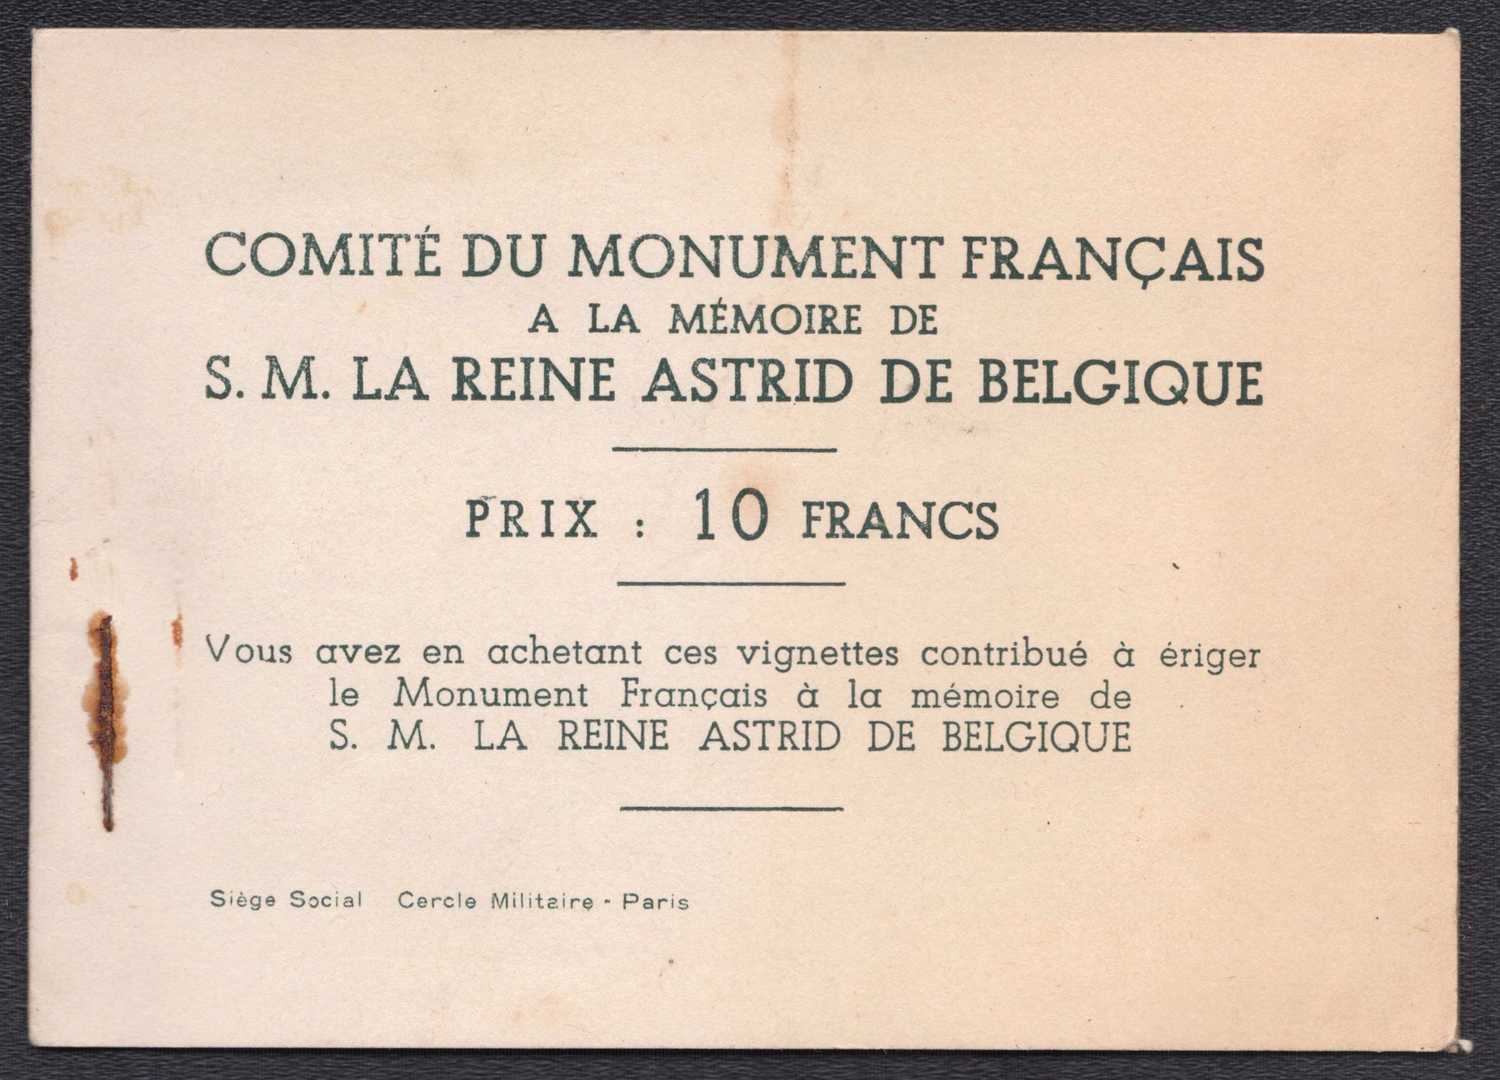 COMITÉ DU MONUMENT FRANÇAIS
A LA MÉMOIRE DE
S. M. LA REINE ASTRID DE BELGIQUE
PRIX : 10 FRANCS
Vous avez en achetant ces vignettes contribué à ériger
le Monument Français à la mémoire de
S. M. LA REINE ASTRID DE BELGIQUE
Siège Social Cercle Militaire - Paris